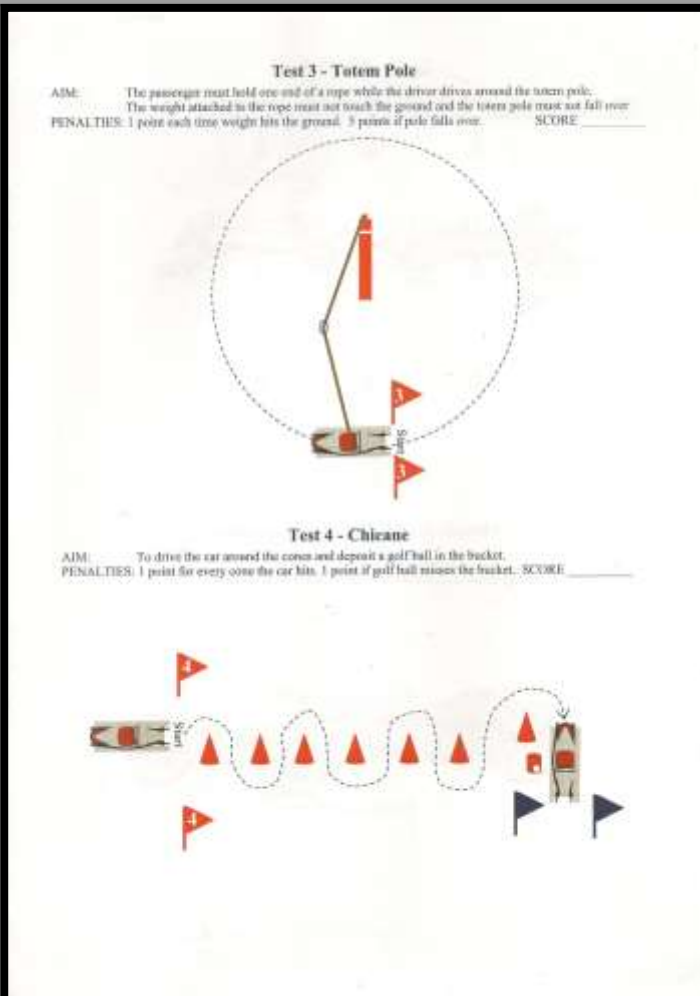 Test 3 - Totem Pole
AIM: The passenger must hold one end of a rope while the driver drives around the totem pole.
The weight attached to the rope must not touch the ground and the totem pole must not fall over
PENALTIES: 1 point each time weight hits the ground. 5 points if pole falls over. SCORE ________
3
Start
3
Test 4 - Chicane
AIM: To drive the car around the cones and deposit a golf ball in the bucket.
PENALTIES: 1 point for every cone the car hits. 1 point if golf ball misses the bucket. SCORE ________
4
Start
4